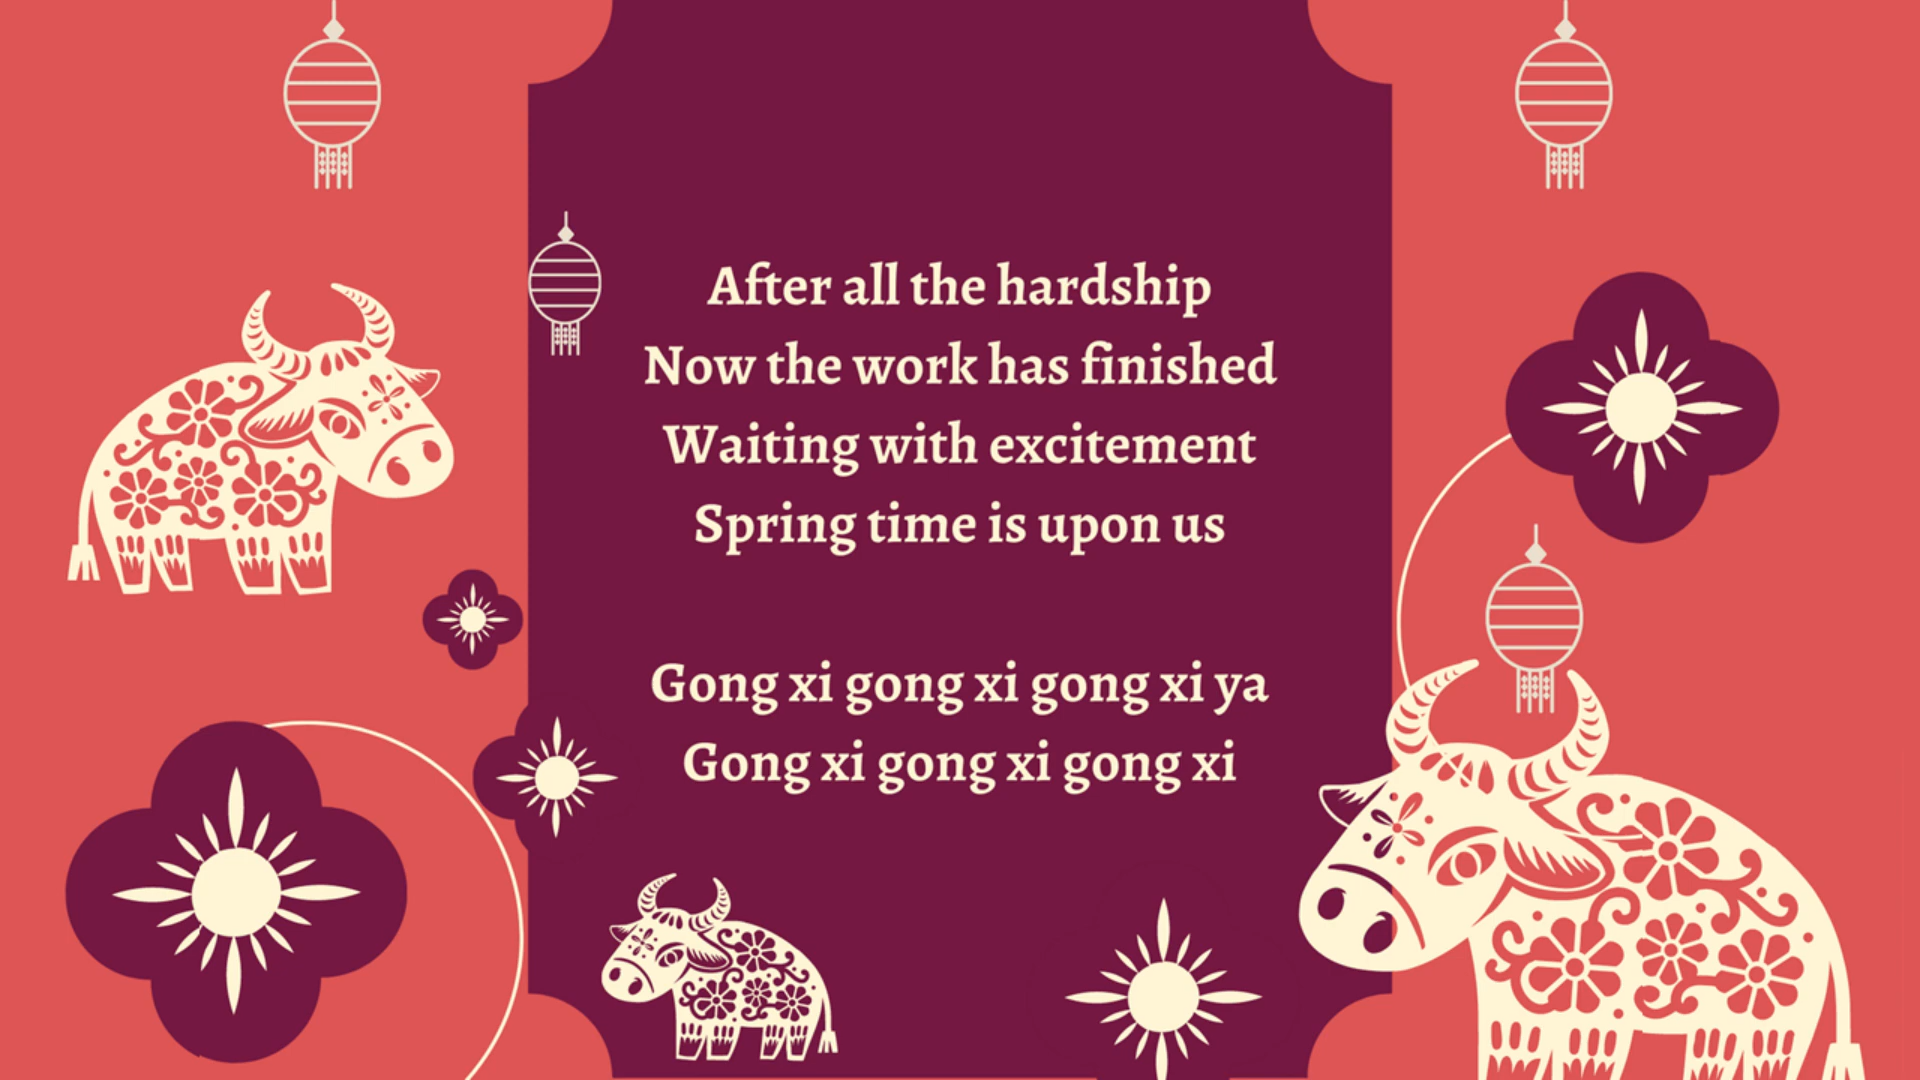 After all the hardship
Now the work has finished
Waiting with excitement
Spring time is upon us
Gong xi gong xi gong xi ya
Gong xi gong xi gong xi